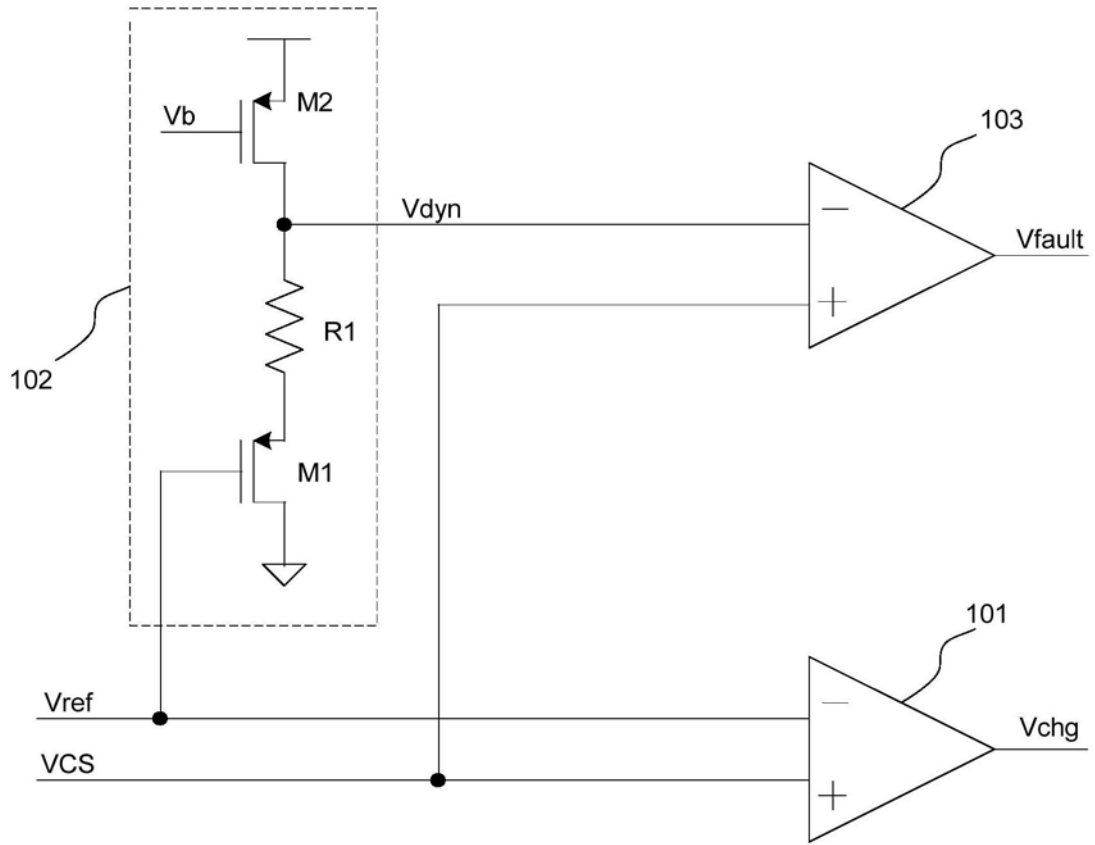 M2
Vb
103
Vdyn
−
Vfault
+
R1
102
M1
101
Vref
−
Vchg
VCS
+